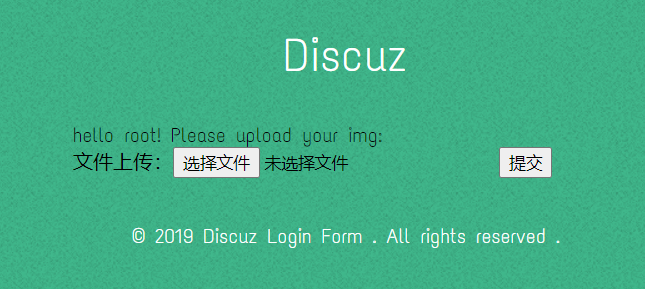 Discuz
hello root! Please upload your img:
文件上传： 选择文件 未选择文件 提交
© 2019 Discuz Login Form . All rights reserved .